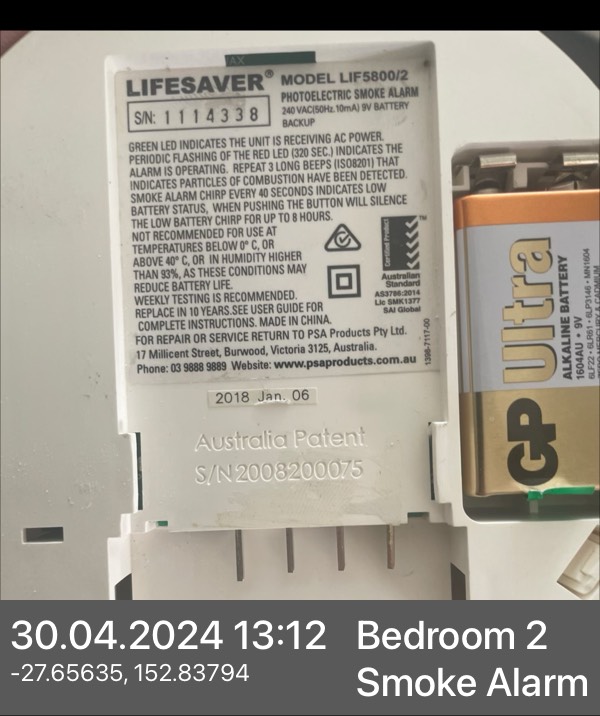 LIFESAVER® MODEL LIF5800/2
PHOTOELECTRIC SMOKE ALARM
240 VAC(50Hz. 10mA) 9V BATTERY
BACKUP
S/N: 1114338
GREEN LED INDICATES THE UNIT IS RECEIVING AC POWER.
PERIODIC FLASHING OF THE RED LED (320 SEC.) INDICATES THE
ALARM IS OPERATING. REPEAT 3 LONG BEEPS (ISO8201) THAT
INDICATES PARTICLES OF COMBUSTION HAVE BEEN DETECTED.
SMOKE ALARM CHIRP EVERY 40 SECONDS INDICATES LOW
BATTERY STATUS, WHEN PUSHING THE BUTTON WILL SILENCE
THE LOW BATTERY CHIRP FOR UP TO 8 HOURS.
NOT RECOMMENDED FOR USE AT
TEMPERATURES BELOW 0° C, OR
ABOVE 40° C, OR IN HUMIDITY HIGHER
THAN 93%, AS THESE CONDITIONS MAY
REDUCE BATTERY LIFE.
WEEKLY TESTING IS RECOMMENDED.
REPLACE IN 10 YEARS.SEE USER GUIDE FOR
COMPLETE INSTRUCTIONS. MADE IN CHINA.
FOR REPAIR OR SERVICE RETURN TO PSA Products Pty Ltd.
17 Millicent Street, Burwood, Victoria 3125, Australia.
Phone: 03 9888 9889 Website: www.psaproducts.com.au
Certified Product
TM
Australian
Standard
AS3786:2014
Lic SMK1377
SAI Global
1398-7117-00
2018 Jan. 06
Australia Patent
S/N2008200075
GP Ultra
ALKALINE BATTERY
1604AU • 9V
6LF22 • 6LR61 • 6LP3146 • MN1604
30.04.2024 13:12
-27.65635, 152.83794
Bedroom 2
Smoke Alarm